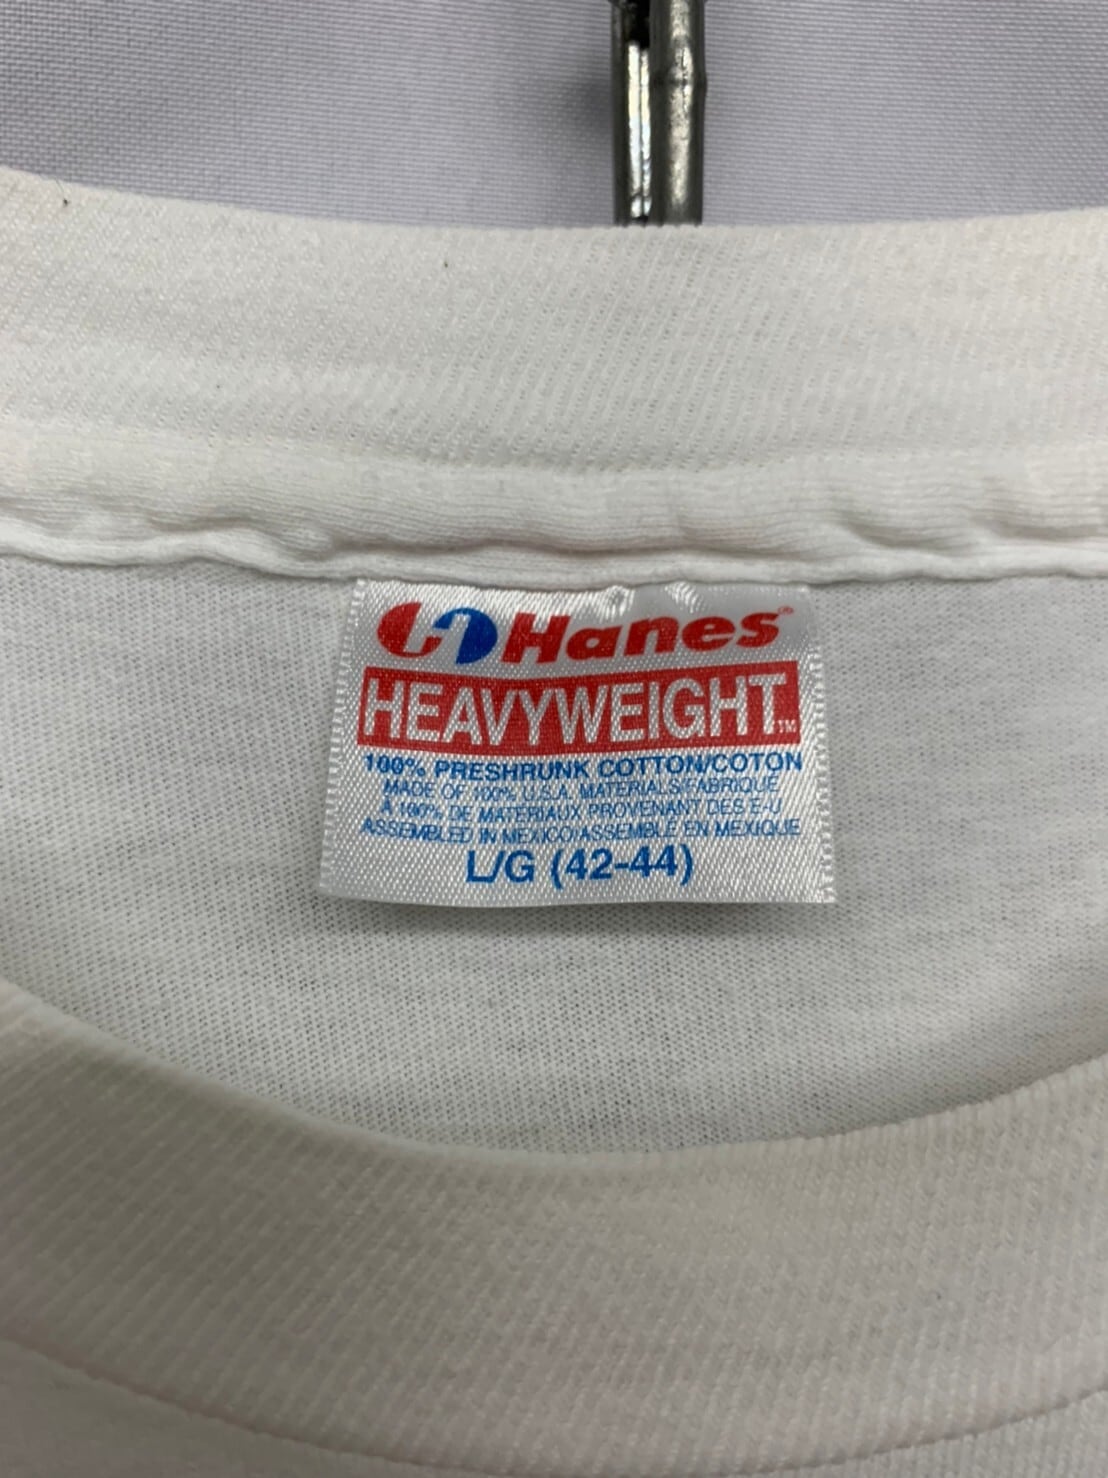 Hanes®
HEAVYWEIGHT™
100% PRESHRUNK COTTON/COTON
MADE OF 100% U.S.A. MATERIALS/FABRIQUE
A 100% DE MATERIAUX PROVENANT DES E-U
ASSEMBLED IN MEXICO/ASSEMBLE EN MEXIQUE
L/G (42-44)